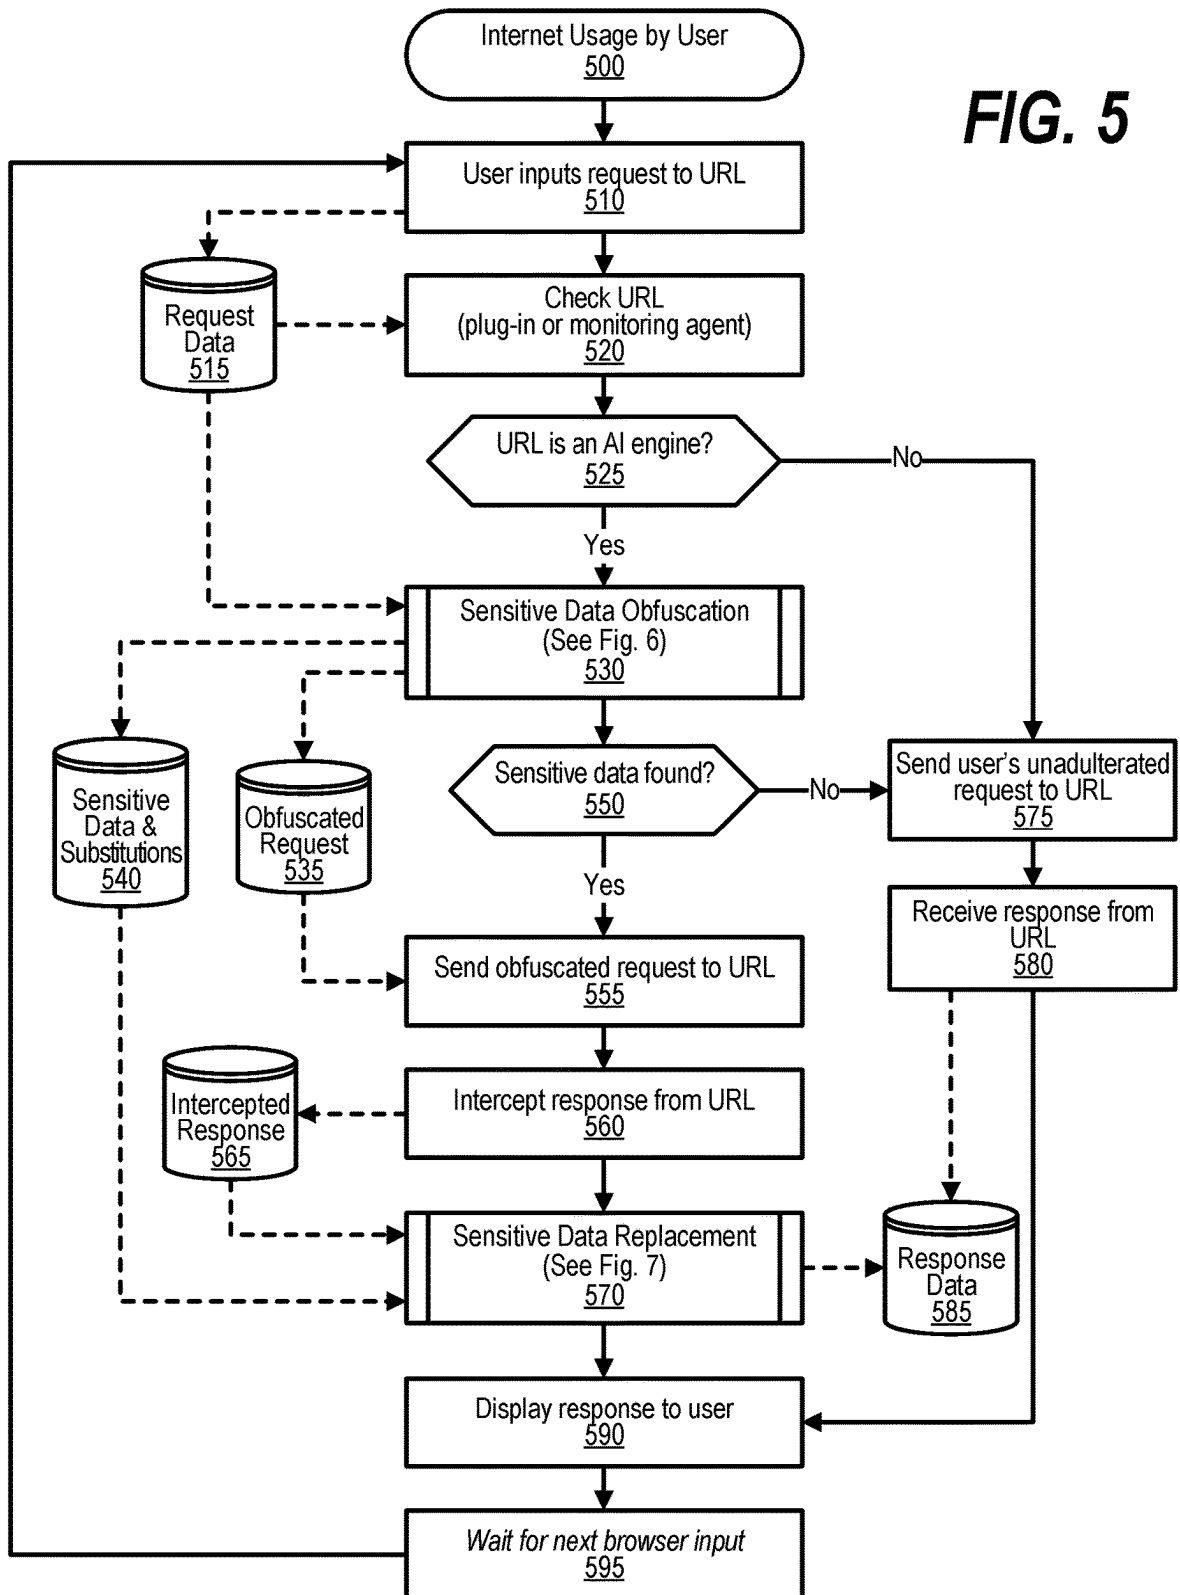 Internet Usage by User
500
FIG. 5
User inputs request to URL
510
Request
Data
515
Check URL
(plug-in or monitoring agent)
520
URL is an AI engine?
525
No
Yes
Sensitive Data Obfuscation
(See Fig. 6)
530
Sensitive
Data &
Substitutions
540
Obfuscated
Request
535
Sensitive data found?
550
No
Send user's unadulterated
request to URL
575
Yes
Receive response from
URL
580
Send obfuscated request to URL
555
Intercepted
Response
565
Intercept response from URL
560
Sensitive Data Replacement
(See Fig. 7)
570
Response
Data
585
Display response to user
590
Wait for next browser input
595